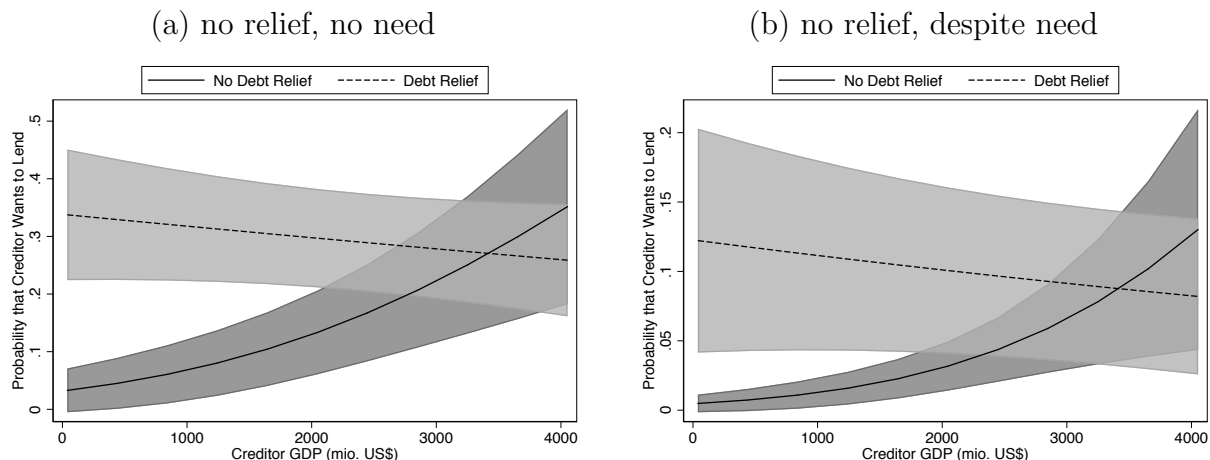 (a) no relief, no need
No Debt Relief
Debt Relief
Probability that Creditor Wants to Lend
.5
.4
.3
.2
.1
0
0 1000 2000 3000 4000
Creditor GDP (mio. US$)
(b) no relief, despite need
No Debt Relief
Debt Relief
Probability that Creditor Wants to Lend
.2
.15
.1
.05
0
0 1000 2000 3000 4000
Creditor GDP (mio. US$)